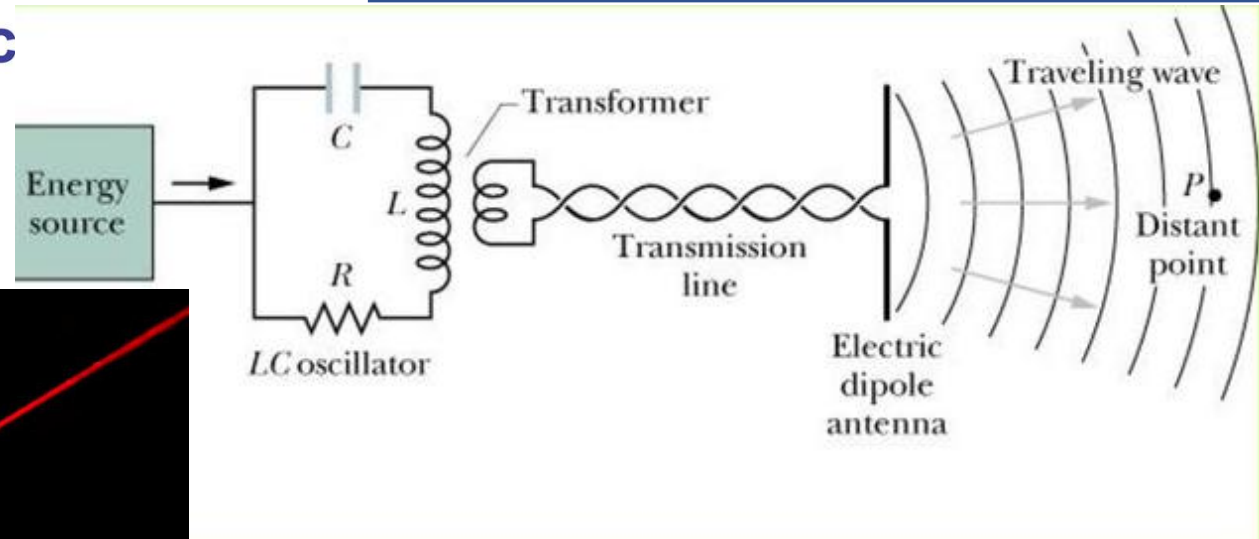 c
Energy
source
C
L
R
LC oscillator
Transformer
Transmission
line
Electric
dipole
antenna
Traveling wave
P
Distant
point